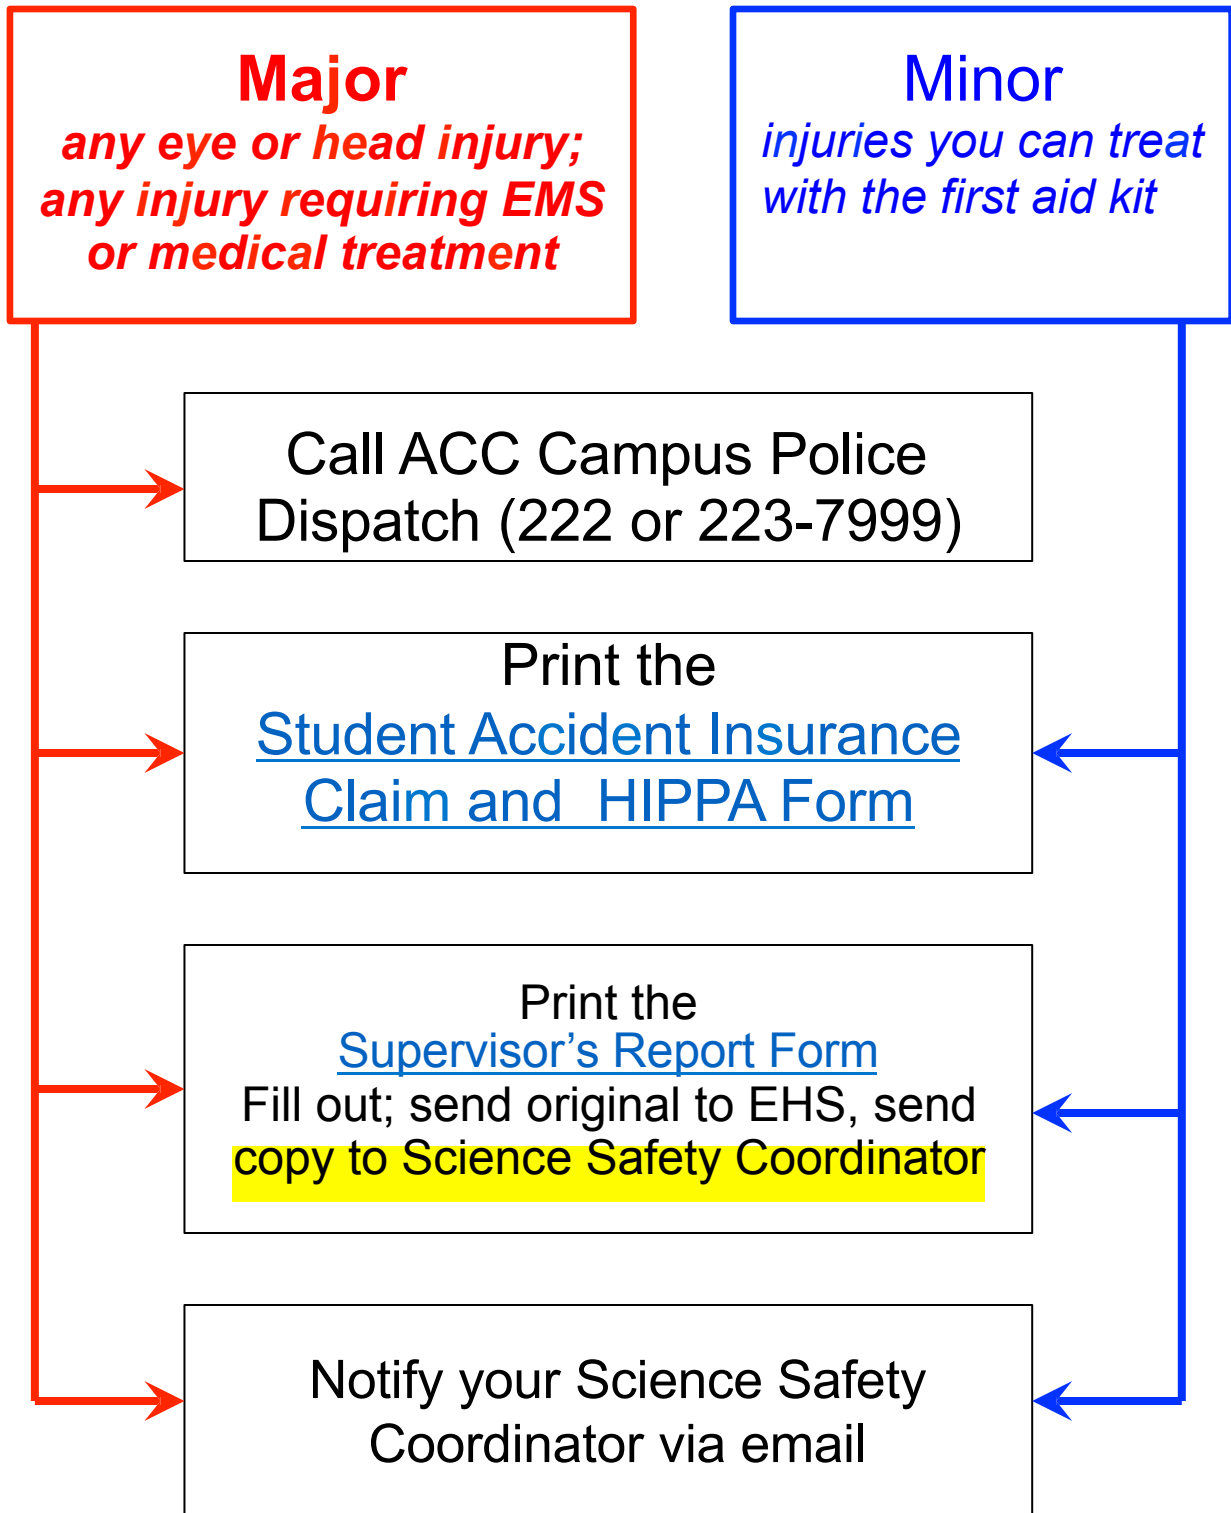 Major
any eye or head injury;
any injury requiring EMS
or medical treatment
Minor
injuries you can treat
with the first aid kit
Call ACC Campus Police
Dispatch (222 or 223-7999)
Print the
Student Accident Insurance
Claim and  HIPPA Form
Print the
Supervisor’s Report Form
Fill out; send original to EHS, send
copy to Science Safety Coordinator
Notify your Science Safety
Coordinator via email